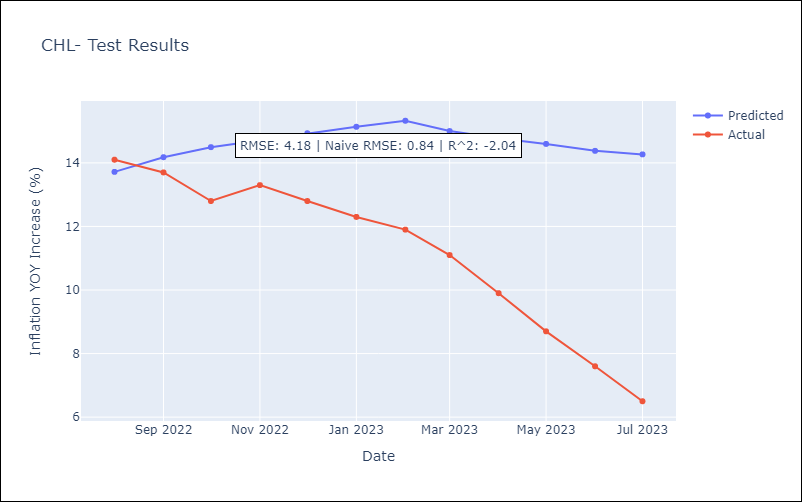 CHL- Test Results
Predicted
Actual
RMSE: 4.18 | Naive RMSE: 0.84 | R^2: -2.04
Inflation YOY Increase (%)
14
12
10
8
6
Sep 2022
Nov 2022
Jan 2023
Mar 2023
May 2023
Jul 2023
Date